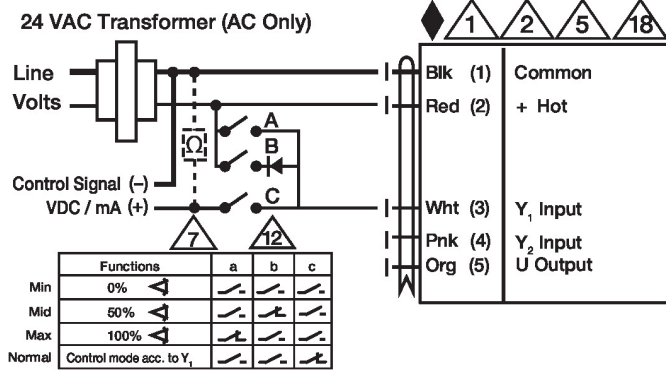 24 VAC Transformer (AC Only)
1 2 5 18
Line
Volts
Blk (1) Common
Red (2) + Hot
A
Ω
B
Control Signal (–)
VDC / mA (+)
C
Wht (3) Y1 Input
Pnk (4) Y2 Input
Org (5) U Output
7 12
Functions a b c
Min 0%
Mid 50%
Max 100%
Normal Control mode acc. to Y1